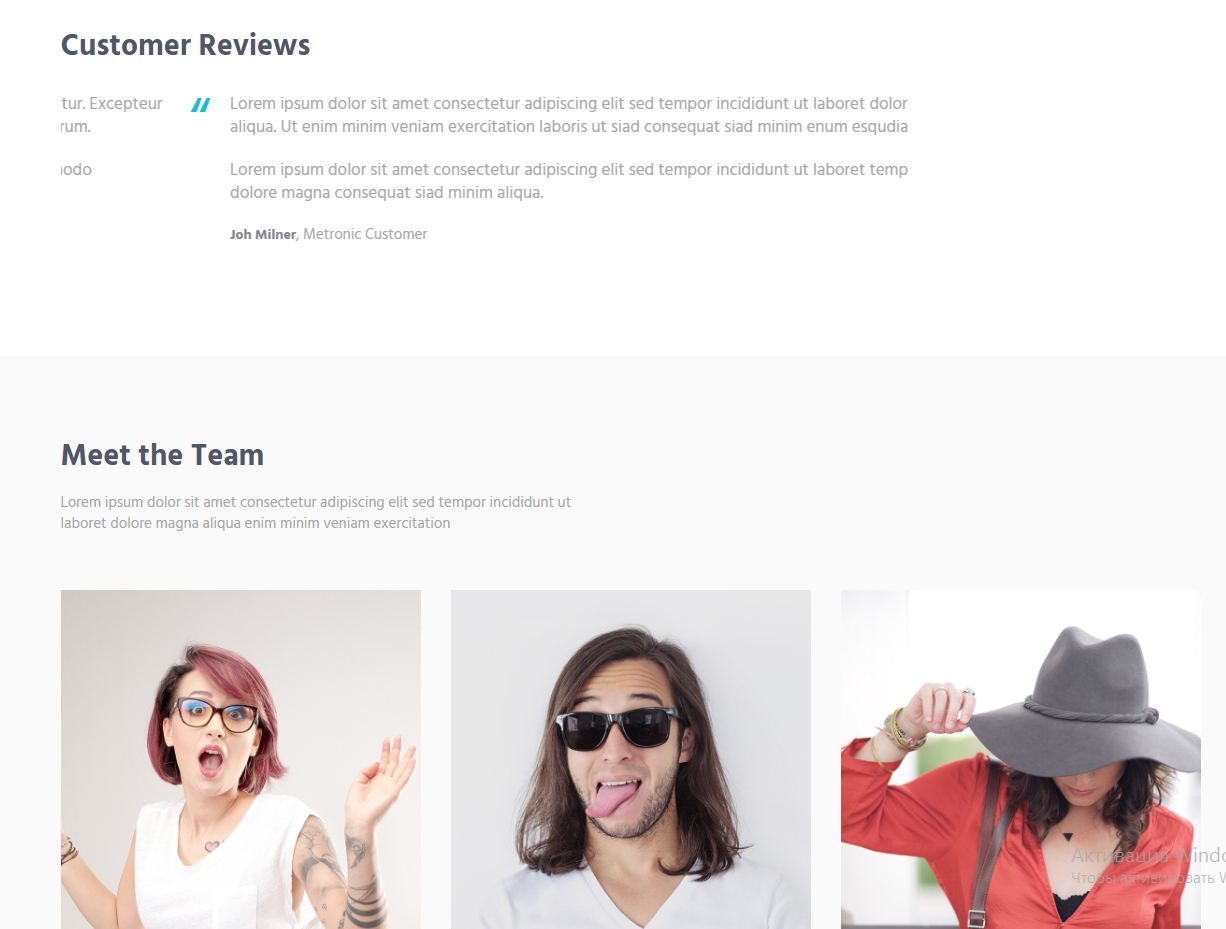 Customer Reviews
tur. Excepteur
rum.
nodo
“
Lorem ipsum dolor sit amet consectetur adipiscing elit sed tempor incididunt ut laboret dolor
aliqua. Ut enim minim veniam exercitation laboris ut siad consequat siad minim enum esqudia
Lorem ipsum dolor sit amet consectetur adipiscing elit sed tempor incididunt ut laboret temp
dolore magna consequat siad minim aliqua.
Joh Milner, Metronic Customer
Meet the Team
Lorem ipsum dolor sit amet consectetur adipiscing elit sed tempor incididunt ut
laboret dolore magna aliqua enim minim veniam exercitation
Активация Windo
Чтобы активировать W